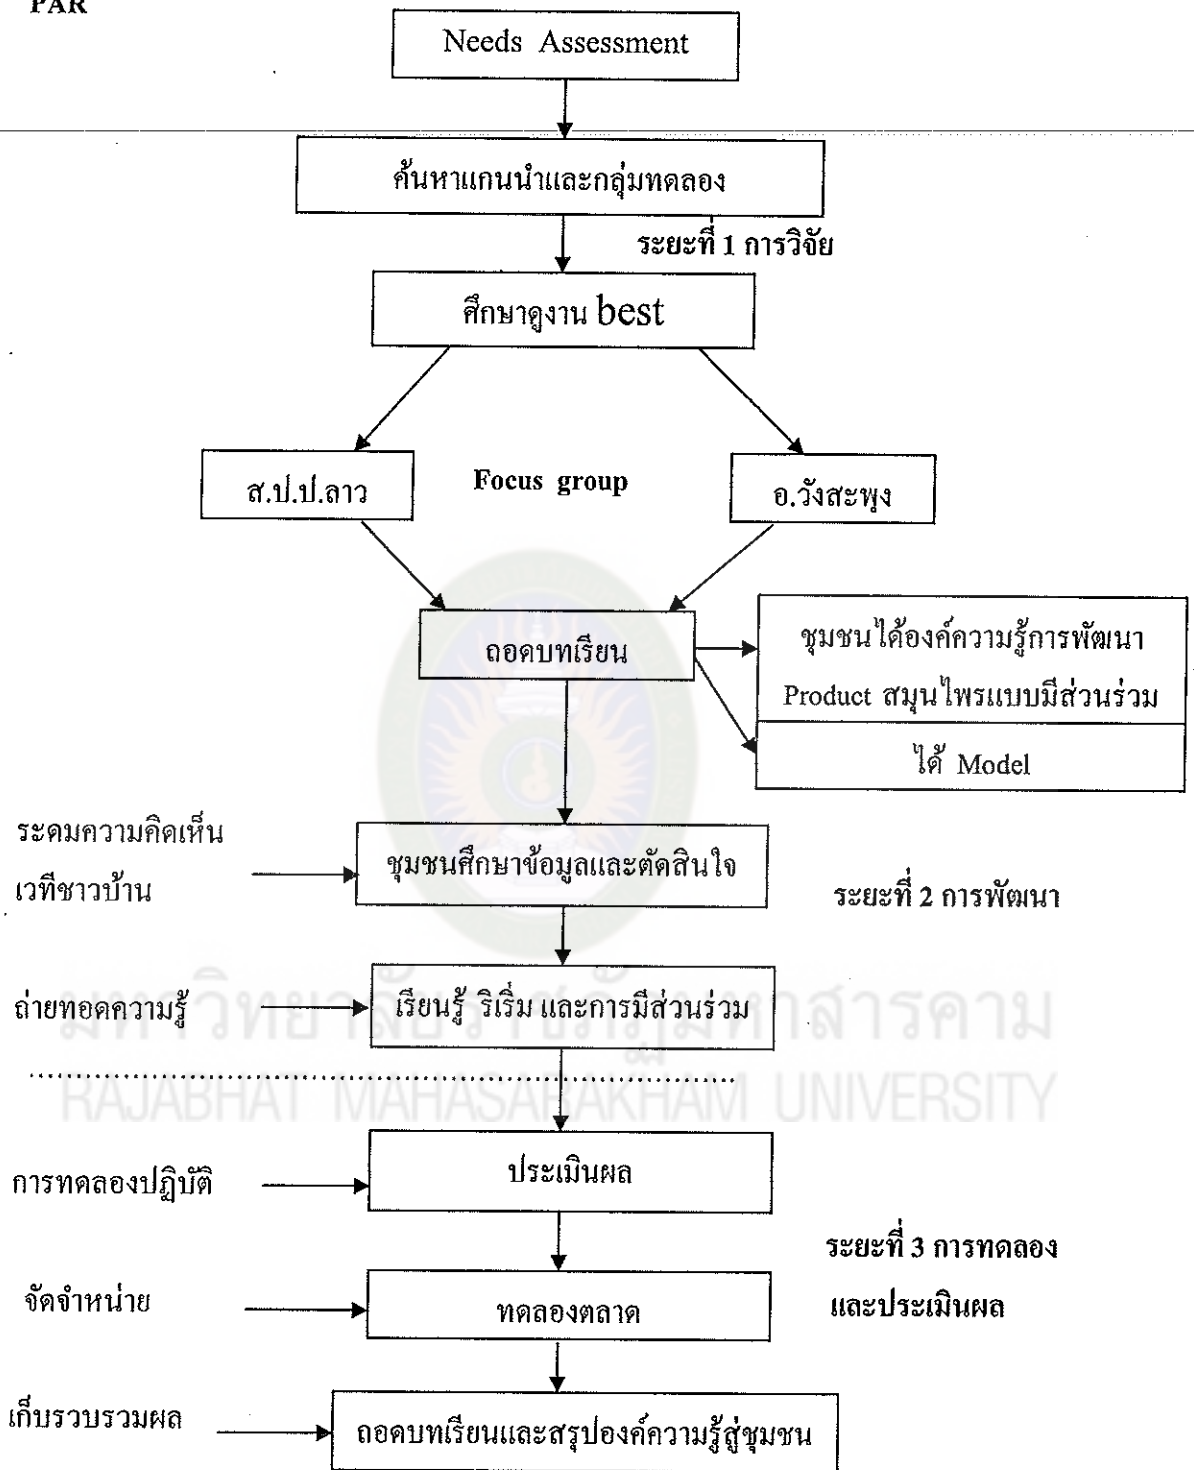 PAR
Needs Assessment
ค้นหาแกนนำและกลุ่มทดลอง
ระยะที่ 1 การวิจัย
ศึกษาดูงาน best
ส.ป.ป.ลาว
Focus group
อ.วังสะพุง
ถอดบทเรียน
ชุมชนได้องค์ความรู้การพัฒนา
Product สมุนไพรแบบมีส่วนร่วม
ได้ Model
ระดมความคิดเห็น
เวทีชาวบ้าน
ชุมชนศึกษาข้อมูลและตัดสินใจ
ระยะที่ 2 การพัฒนา
ถ่ายทอดความรู้
เรียนรู้ ริเริ่ม และการมีส่วนร่วม
มหาวิทยาลัยราชภัฏมหาสารคาม
RAJABHAT MAHASARAKHAM UNIVERSITY
การทดลองปฏิบัติ
ประเมินผล
ระยะที่ 3 การทดลอง
และประเมินผล
จัดจำหน่าย
ทดลองตลาด
เก็บรวบรวมผล
ถอดบทเรียนและสรุปองค์ความรู้สู่ชุมชน